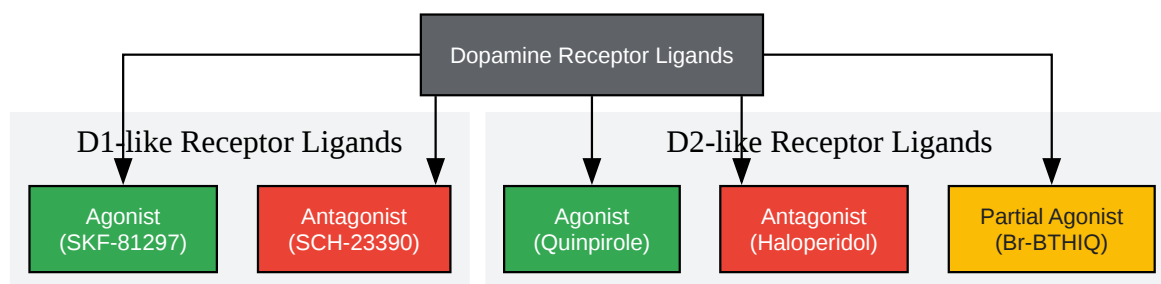 Dopamine Receptor Ligands
D1-like Receptor Ligands
D2-like Receptor Ligands
Agonist
(SKF-81297)
Antagonist
(SCH-23390)
Agonist
(Quinpirole)
Antagonist
(Haloperidol)
Partial Agonist
(Br-BTHIQ)